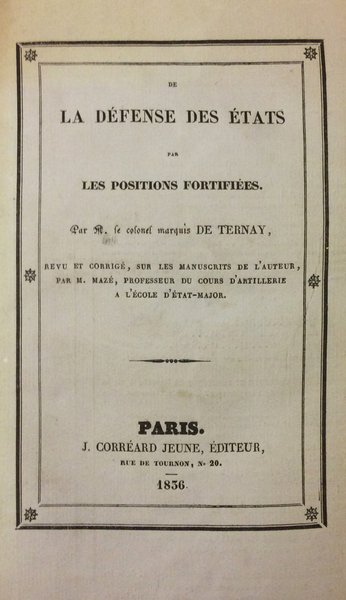 DE
LA DÉFENSE DES ÉTATS
PAR
LES POSITIONS FORTIFIÉES.
Par M. le colonel marquis DE TERNAY,
REVU ET CORRIGÉ, SUR LES MANUSCRITS DE L'AUTEUR,
PAR M. MAZÉ, PROFESSEUR DU COURS D'ARTILLERIE
A L'ÉCOLE D'ÉTAT-MAJOR.
PARIS.
J. CORRÉARD JEUNE, ÉDITEUR,
RUE DE TOURNON, No 20.
1836